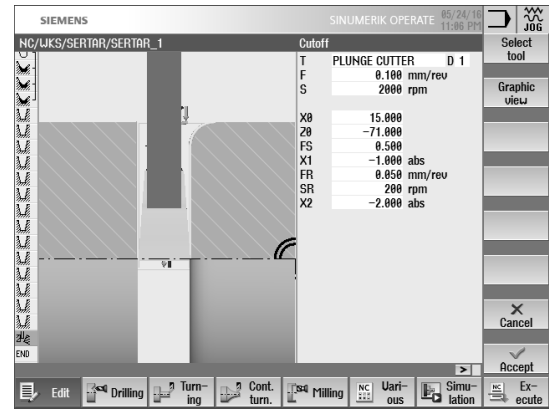 SIEMENS
SINUMERIK OPERATE
05/24/16
11:06 PM
JOG
NC/WKS/SERTAR/SERTAR_1
Cutoff
Select
tool
T PLUNGE CUTTER D 1
F 0.100 mm/rev
S 2000 rpm
Graphic
view
X0 15.000
Z0 -71.000
FS 0.500
X1 -1.000 abs
FR 0.050 mm/rev
SR 200 rpm
X2 -2.000 abs
Cancel
END
>
Accept
Edit
Drilling
Turn-
ing
Cont.
turn.
Milling
NC
Vari-
ous
Simu-
lation
NC
Ex-
ecute